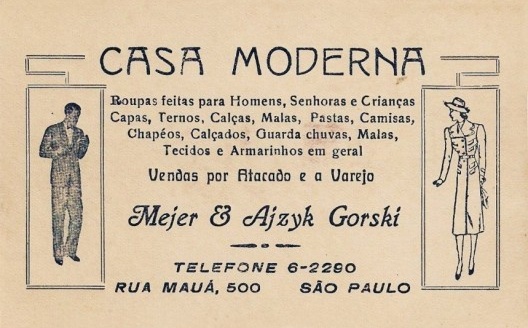 CASA MODERNA
Roupas feitas para Homens, Senhoras e Crianças
Capas, Ternos, Calças, Malas, Pastas, Camisas,
Chapéos, Calçados, Guarda chuvas, Malas,
Tecidos e Armarinhos em geral
Vendas por Atacado e a Varejo
Mejer & Ajzyk Gorski
TELEFONE 6-2290
RUA MAUÁ, 500 SÃO PAULO